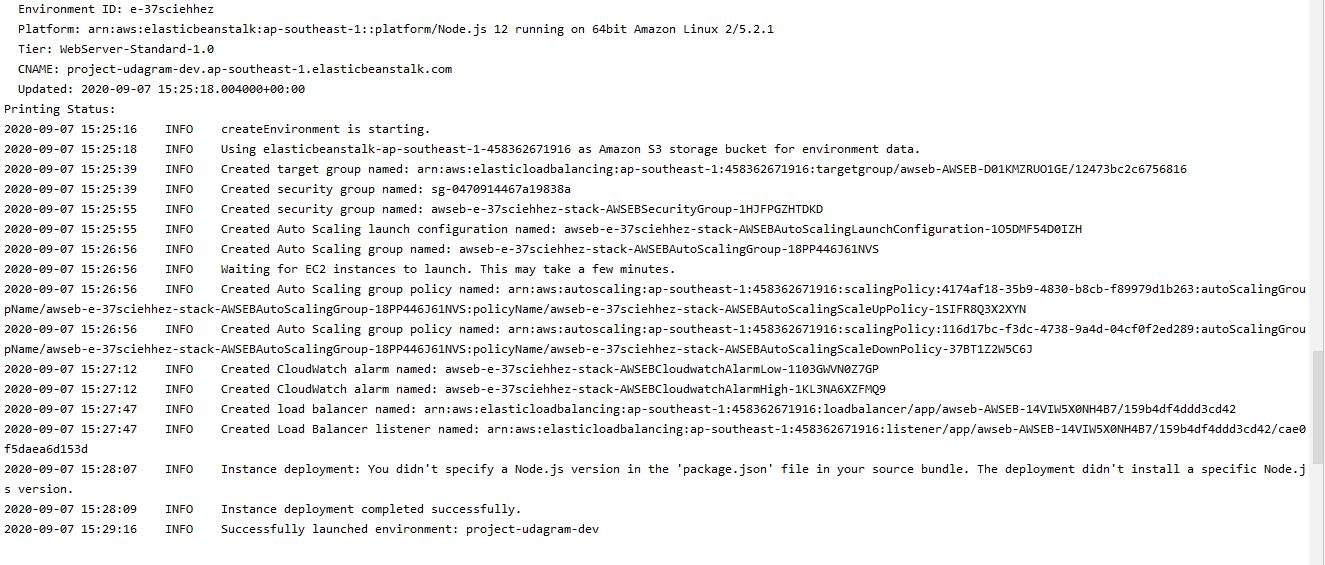 Environment ID: e-37sciehhez
Platform: arn:aws:elasticbeanstalk:ap-southeast-1::platform/Node.js 12 running on 64bit Amazon Linux 2/5.2.1
Tier: WebServer-Standard-1.0
CNAME: project-udagram-dev.ap-southeast-1.elasticbeanstalk.com
Updated: 2020-09-07 15:25:18.004000+00:00
Printing Status:
2020-09-07 15:25:16 INFO createEnvironment is starting.
2020-09-07 15:25:18 INFO Using elasticbeanstalk-ap-southeast-1-458362671916 as Amazon S3 storage bucket for environment data.
2020-09-07 15:25:39 INFO Created target group named: arn:aws:elasticloadbalancing:ap-southeast-1:458362671916:targetgroup/awseb-AWSEB-D01KMZRUO1GE/12473bc2c6756816
2020-09-07 15:25:39 INFO Created security group named: sg-0470914467a19838a
2020-09-07 15:25:55 INFO Created security group named: awseb-e-37sciehhez-stack-AWSEBSecurityGroup-1HJFPGZHTDKD
2020-09-07 15:25:55 INFO Created Auto Scaling launch configuration named: awseb-e-37sciehhez-stack-AWSEBAutoScalingLaunchConfiguration-1O5DMF54D0IZH
2020-09-07 15:26:56 INFO Created Auto Scaling group named: awseb-e-37sciehhez-stack-AWSEBAutoScalingGroup-18PP446J61NVS
2020-09-07 15:26:56 INFO Waiting for EC2 instances to launch. This may take a few minutes.
2020-09-07 15:26:56 INFO Created Auto Scaling group policy named: arn:aws:autoscaling:ap-southeast-1:458362671916:scalingPolicy:4174af18-35b9-4830-b8cb-f89979d1b263:autoScalingGrou
pName/awseb-e-37sciehhez-stack-AWSEBAutoScalingGroup-18PP446J61NVS:policyName/awseb-e-37sciehhez-stack-AWSEBAutoScalingScaleUpPolicy-1SIFR8Q3X2XYN
2020-09-07 15:26:56 INFO Created Auto Scaling group policy named: arn:aws:autoscaling:ap-southeast-1:458362671916:scalingPolicy:116d17bc-f3dc-4738-9a4d-04cf0f2ed289:autoScalingGrou
pName/awseb-e-37sciehhez-stack-AWSEBAutoScalingGroup-18PP446J61NVS:policyName/awseb-e-37sciehhez-stack-AWSEBAutoScalingScaleDownPolicy-37BT1Z2W5C6J
2020-09-07 15:27:12 INFO Created CloudWatch alarm named: awseb-e-37sciehhez-stack-AWSEBCloudwatchAlarmLow-1103GWVN0Z7GP
2020-09-07 15:27:12 INFO Created CloudWatch alarm named: awseb-e-37sciehhez-stack-AWSEBCloudwatchAlarmHigh-1KL3NA6XZFMQ9
2020-09-07 15:27:47 INFO Created load balancer named: arn:aws:elasticloadbalancing:ap-southeast-1:458362671916:loadbalancer/app/awseb-AWSEB-14VIW5X0NH4B7/159b4df4ddd3cd42
2020-09-07 15:27:47 INFO Created Load Balancer listener named: arn:aws:elasticloadbalancing:ap-southeast-1:458362671916:listener/app/awseb-AWSEB-14VIW5X0NH4B7/159b4df4ddd3cd42/cae0
f5daea6d153d
2020-09-07 15:28:07 INFO Instance deployment: You didn't specify a Node.js version in the 'package.json' file in your source bundle. The deployment didn't install a specific Node.j
s version.
2020-09-07 15:28:09 INFO Instance deployment completed successfully.
2020-09-07 15:29:16 INFO Successfully launched environment: project-udagram-dev